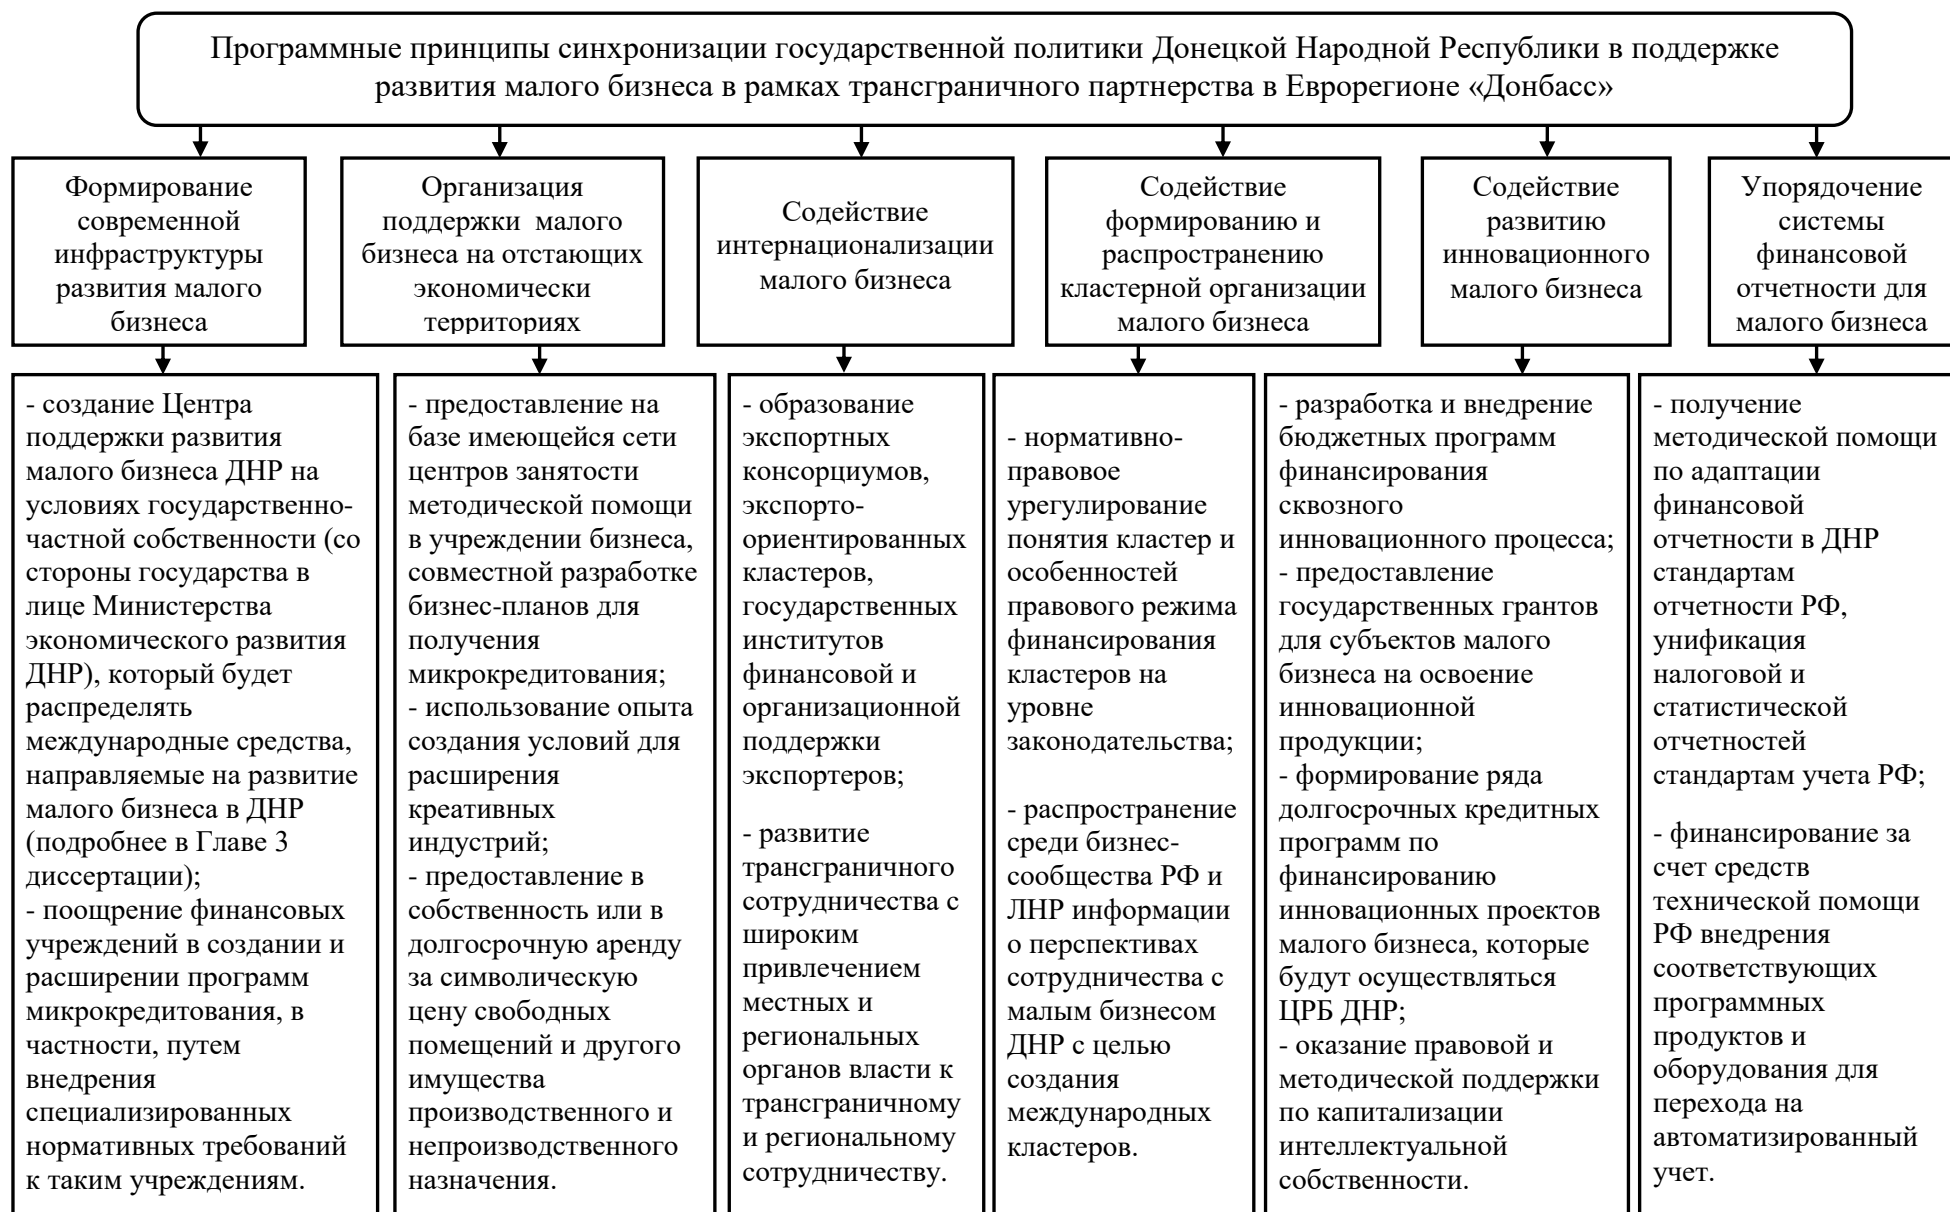 Программные принципы синхронизации государственной политики Донецкой Народной Республики в поддержке
развития малого бизнеса в рамках трансграничного партнерства в Еврорегионе «Донбасс»
Формирование
современной
инфраструктуры
развития малого
бизнеса
Организация
поддержки малого
бизнеса на отстающих
экономически
территориях
Содействие
интернационализации
малого бизнеса
Содействие
формированию и
распространению
кластерной организации
малого бизнеса
Содействие
развитию
инновационного
малого бизнеса
Упорядочение
системы
финансовой
отчетности для
малого бизнеса
- создание Центра
поддержки развития
малого бизнеса ДНР на
условиях государственно-
частной собственности (со
стороны государства в
лице Министерства
экономического развития
ДНР), который будет
распределять
международные средства,
направляемые на развитие
малого бизнеса в ДНР
(подробнее в Главе 3
диссертации);
- поощрение финансовых
учреждений в создании и
расширении программ
микрокредитования, в
частности, путем
внедрения
специализированных
нормативных требований
к таким учреждениям.
- предоставление на
базе имеющейся сети
центров занятости
методической помощи
в учреждении бизнеса,
совместной разработке
бизнес-планов для
получения
микрокредитования;
- использование опыта
создания условий для
расширения
креативных
индустрий;
- предоставление в
собственность или в
долгосрочную аренду
за символическую
цену свободных
помещений и другого
имущества
производственного и
непроизводственного
назначения.
- образование
экспортных
консорциумов,
экспорто-
ориентированных
кластеров,
государственных
институтов
финансовой и
организационной
поддержки
экспортеров;
- развитие
трансграничного
сотрудничества с
широким
привлечением
местных и
региональных
органов власти к
трансграничному
и региональному
сотрудничеству.
- нормативно-
правовое
урегулирование
понятия кластер и
особенностей
правового режима
финансирования
кластеров на
уровне
законодательства;
- распространение
среди бизнес-
сообщества РФ и
ЛНР информации
о перспективах
сотрудничества с
малым бизнесом
ДНР с целью
создания
международных
кластеров.
- разработка и внедрение
бюджетных программ
финансирования
сквозного
инновационного процесса;
- предоставление
государственных грантов
для субъектов малого
бизнеса на освоение
инновационной
продукции;
- формирование ряда
долгосрочных кредитных
программ по
финансированию
инновационных проектов
малого бизнеса, которые
будут осуществляться
ЦРБ ДНР;
- оказание правовой и
методической поддержки
по капитализации
интеллектуальной
собственности.
- получение
методической помощи
по адаптации
финансовой
отчетности в ДНР
стандартам
отчетности РФ,
унификация
налоговой и
статистической
отчетностей
стандартам учета РФ;
- финансирование за
счет средств
технической помощи
РФ внедрения
соответствующих
программных
продуктов и
оборудования для
перехода на
автоматизированный
учет.